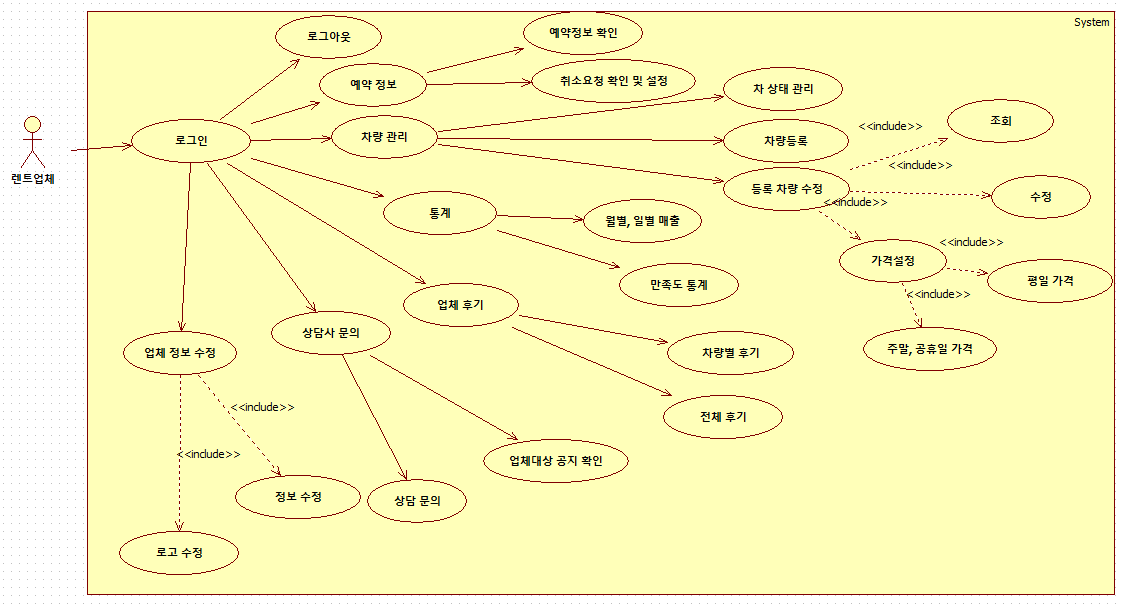 System
로그아웃
예약정보 확인
예약 정보
취소요청 확인 및 설정
차 상태 관리
렌트업체
로그인
차량 관리
차량등록
<<include>>
조회
<<include>>
등록 차량 수정
<<include>>
수정
통계
월별, 일별 매출
<<include>>
가격설정
만족도 통계
평일 가격
<<include>>
업체 후기
상담사 문의
업체 정보 수정
차량별 후기
주말, 공휴일 가격
<<include>>
전체 후기
<<include>>
업체대상 공지 확인
정보 수정
상담 문의
로고 수정